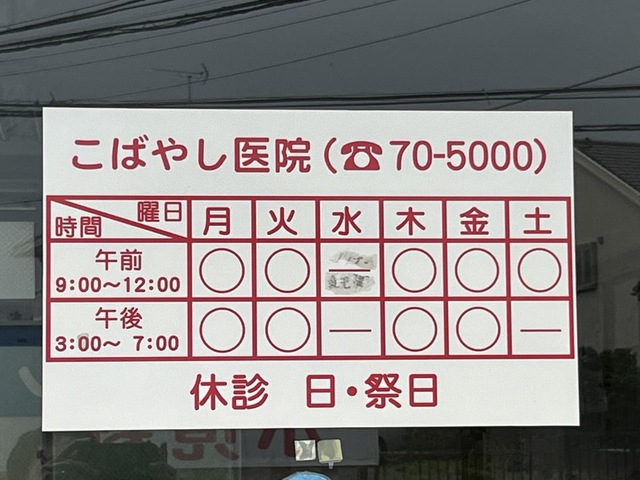 こばやし医院(☎70-5000)
時間 曜日 月 火 水 木 金 土
午前 9:00〜12:00 ○ ○ ○ ○ ○
午後 3:00〜 7:00 ○ ○ — ○ ○ —
休診 日・祭日